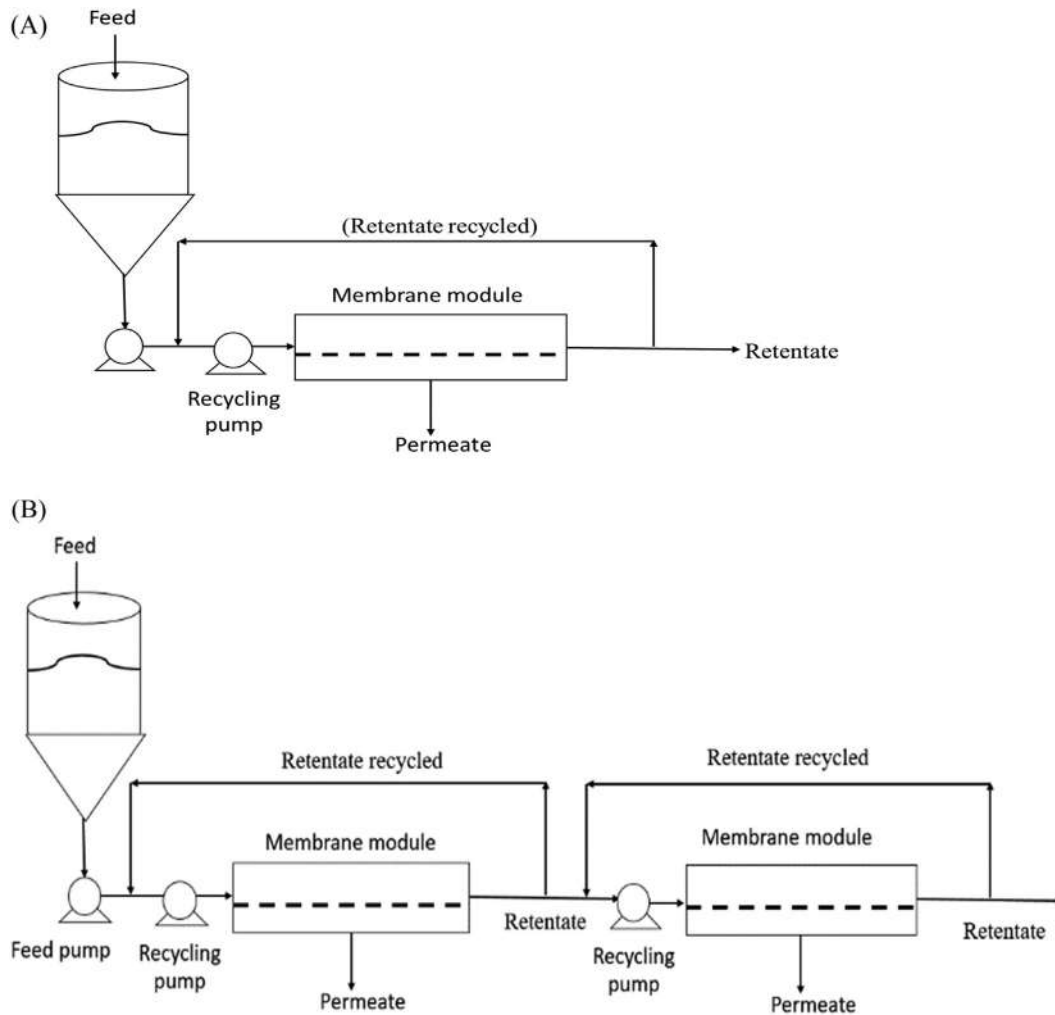 (A)
Feed
(Retentate recycled)
Membrane module
Retentate
Recycling
pump
Permeate
(B)
Feed
Retentate recycled
Retentate recycled
Membrane module
Membrane module
Retentate
Retentate
Feed pump
Recycling
pump
Recycling
pump
Permeate
Permeate